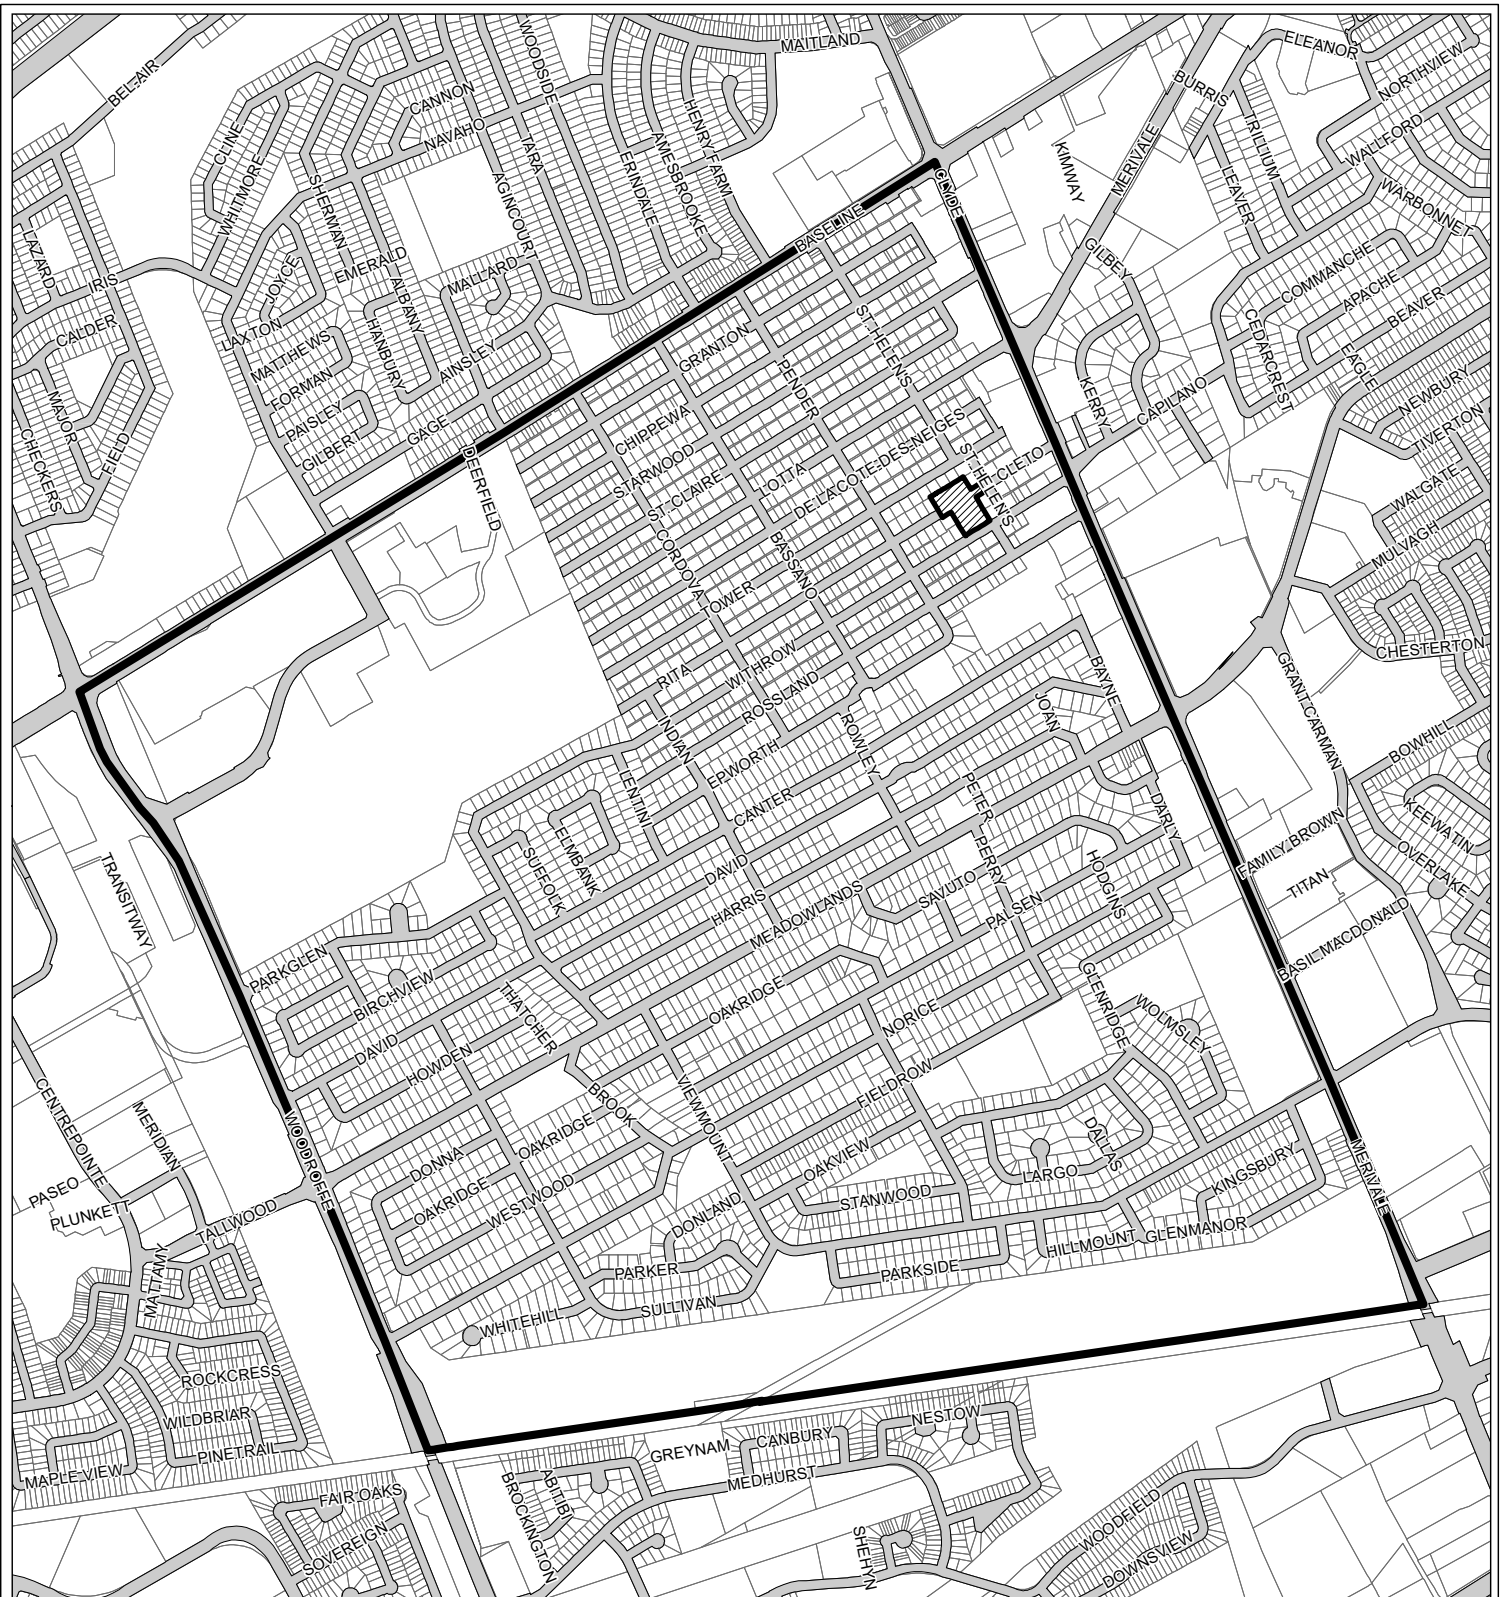 MAITLAND
ELEANOR
WOODSIDE
BEL-AIR
NORTHVIEW
BURRIS
CANNON
HENRY FARM
NAVAHO
CLINE
TRILLIUM
WALLFORD
AMESBROOKE
TARA
MERIVALE
KIMWAY
WHITMORE
ERINDALE
LEAVER
CLYDE
SHERMAN
AGINCOURT
WARBONNET
BASELINE
LAZARD
EMERALD
GILBEY
COMMANCHE
IRIS
JOYCE
MALLARD
ALBANY
APACHE
BEAVER
CALDER
LAXTON
ST. HELEN'S
GRANTON
CEDARCREST
MATTHEWS
HANBURY
AINSLEY
PENDER
EAGLE
FORMAN
NEWBURY
MAJOR
PAISLEY
KERRY
CAPILANO
CHIPPEWA
GILBERT
GAGE
TIVERTON
FIELD
CHECKERS
DE LA COTE-DES-NEIGES
STARWOOD
ST. CLAIRE
LOTTA
ST. HELEN'S
CLETO
DEERFIELD
WALGATE
MULVAGH
CORDOVA
BASSANO
TOWER
CHESTERTON
WITHROW
RITA
BAYNE
GRANT CARMAN
ROSSLAND
JOAN
INDIAN
ROWLEY
EPWORTH
BOWHILL
LENTINI
CANTER
PETER
DARLY
KEEWATIN
ELMBANK
PERRY
FAMILY BROWN
SUFFOLK
DAVID
HODGINS
OVERLAKE
TRANSITWAY
HARRIS
SAVUTO
TITAN
MEADOWLANDS
PALSEN
BASIL MACDONALD
PARKGLEN
BIRCHVIEW
OAKRIDGE
GLENRIDGE
THATCHER
NORICE
WOLMSLEY
DAVID
HOWDEN
CENTREPOINTE
BROOK
VIEWMOUNT
FIELDROW
MERIDIAN
WOODROFFE
OAKRIDGE
DONNA
OAKVIEW
DALTAS
PASEO
LARGO
KINGSBURY
MERIVALE
OAKRIDGE
WESTWOOD
STANWOOD
PLUNKETT
TALLWOOD
DONLAND
HILLMOUNT
GLENMANOR
MATTAMY
PARKER
PARKSIDE
SULLIVAN
WHITEHILL
ROCKCRESS
WILDBRIAR
NESTOW
PINETRAIL
GREYNAM
CANBURY
MAPLE VIEW
MEDHURST
FAIR OAKS
ABITIBI
BROCKINGTON
WOODFIELD
SOVEREIGN
SHEHYN
DOWNSVIEW